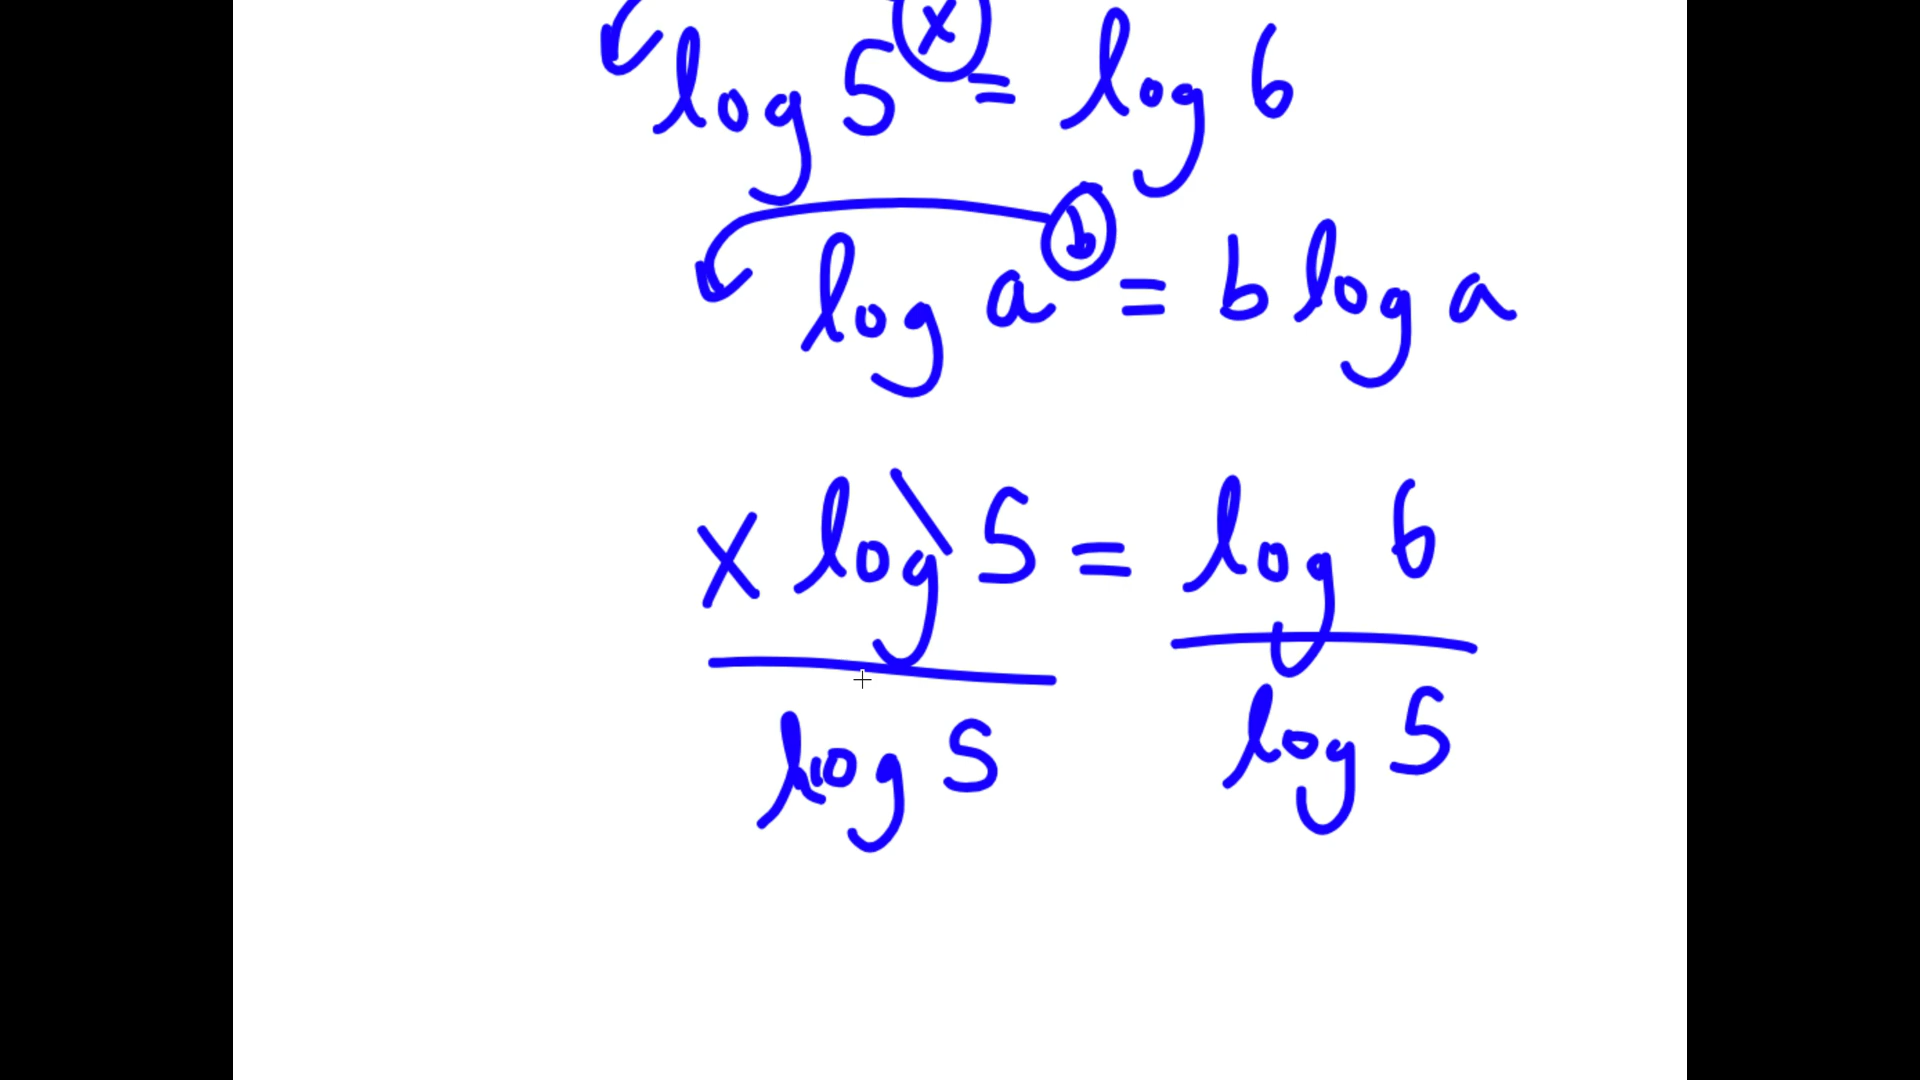 log 5^x = log 6
log a^b = b log a
x log 5 = log 6
log 5 log 5